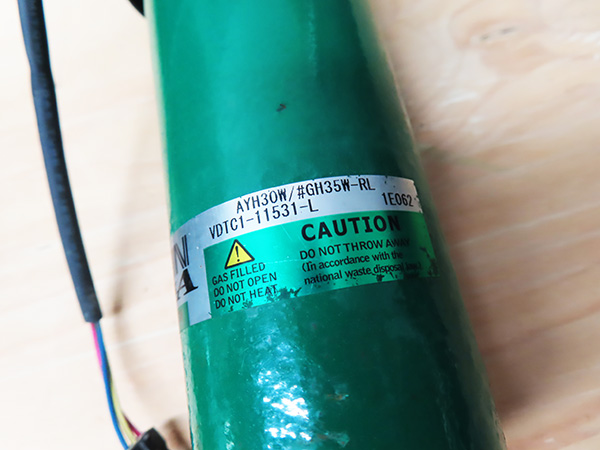 AYH30W/#GH35W-RL
VDTC1-11531-L
1E062
CAUTION
GAS FILLED
DO NOT OPEN
DO NOT HEAT
DO NOT THROW AWAY
(In accordance with the
national waste disposal
N
A